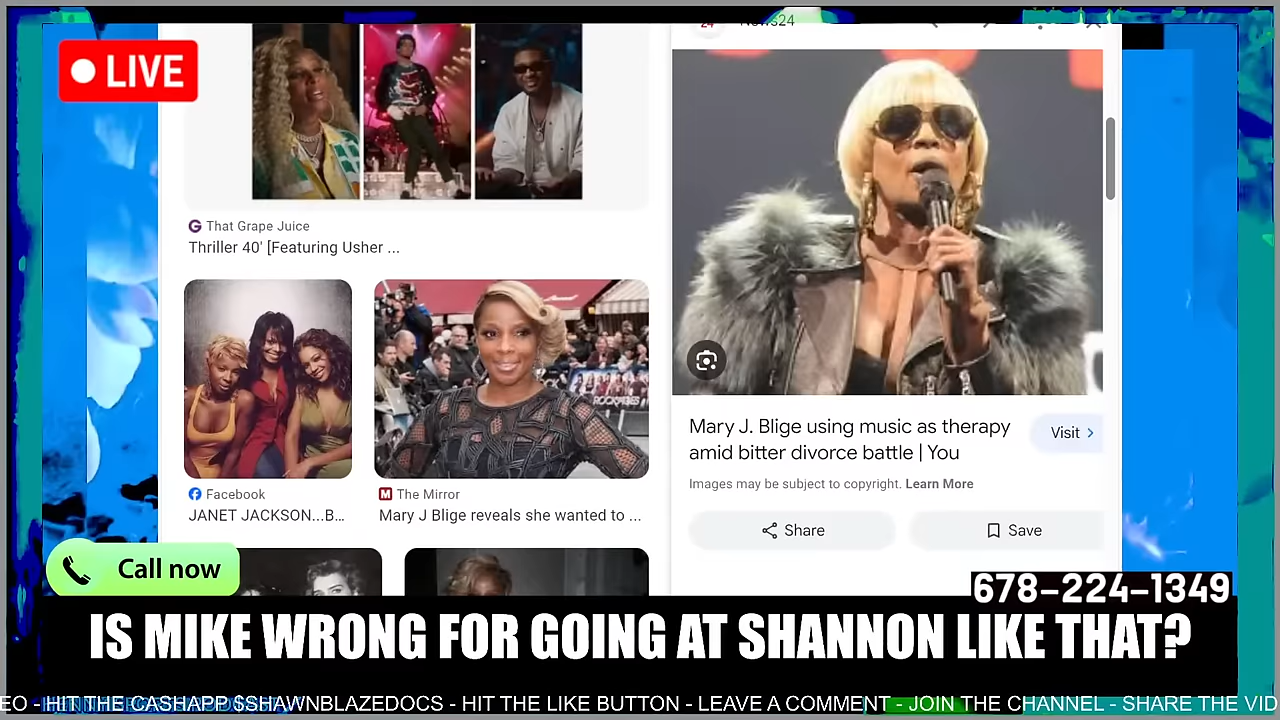 LIVE
24
News24
That Grape Juice
Thriller 40' [Featuring Usher ...
Facebook
JANET JACKSON...B...
M The Mirror
Mary J Blige reveals she wanted to ...
Mary J. Blige using music as therapy
amid bitter divorce battle | You
Visit
Images may be subject to copyright. Learn More
Share
Save
Call now
678-224-1349
IS MIKE WRONG FOR GOING AT SHANNON LIKE THAT?
EO - HIT THE CASHAPP $SHAWNBLAZEDOCS - HIT THE LIKE BUTTON - LEAVE A COMMENT - JOIN THE CHANNEL - SHARE THE VID